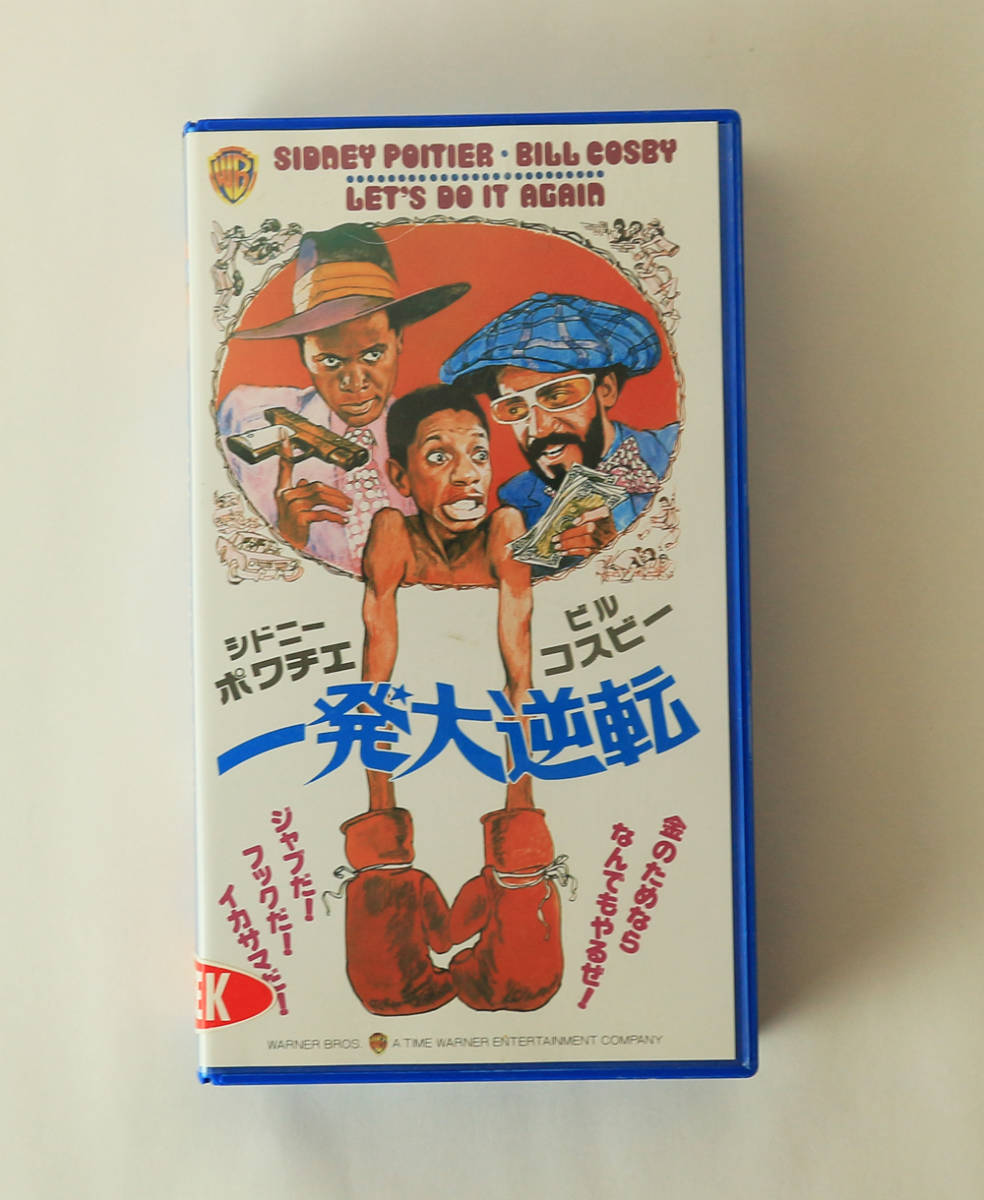 WB
SIDNEY POITIER · BILL COSBY
LET'S DO IT AGAIN
シドニー
ポワチエ
ビル
コスビー
一発大逆転
ジャブだ!
フックだ!
イカサマだ!
金のためなら
なんでもやるぜ!
EK
WARNER BROS. A TIME WARNER ENTERTAINMENT COMPANY